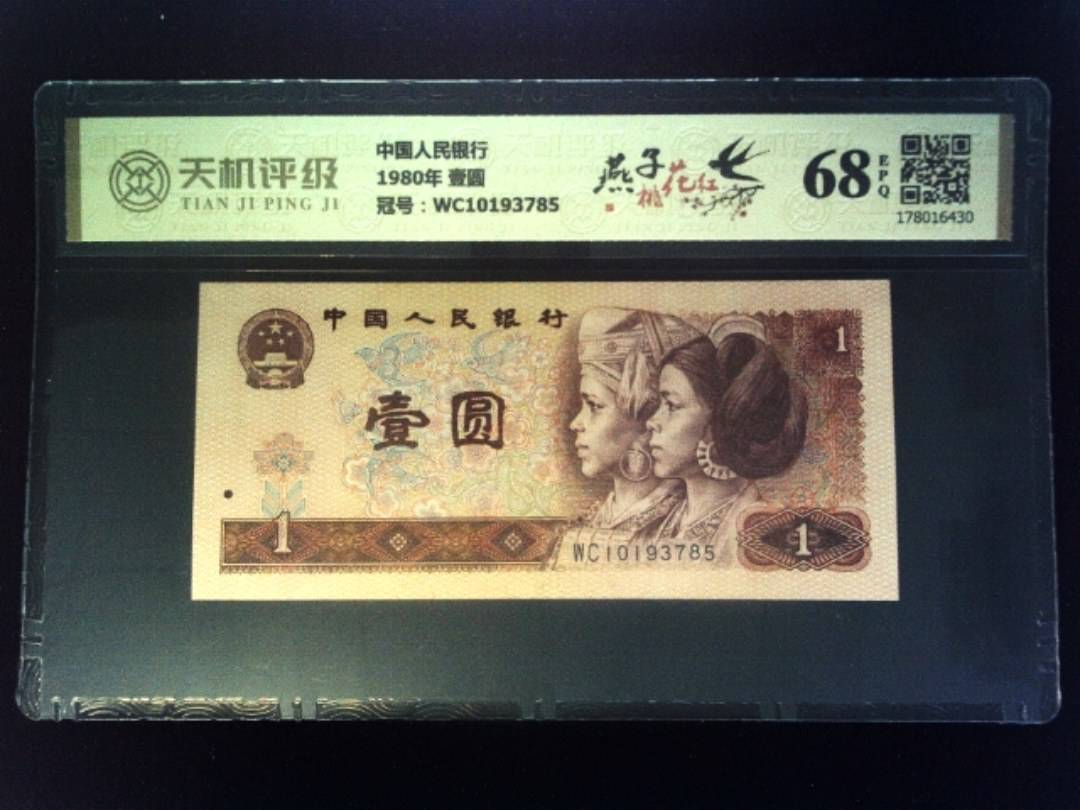 天机评级
TIAN JI PING JI
中国人民银行
1980年 壹圆
冠号：WC10193785
燕子
桃花红
68
EPQ
178016430
中国人民银行
壹圆
1
1
WC10193785
1